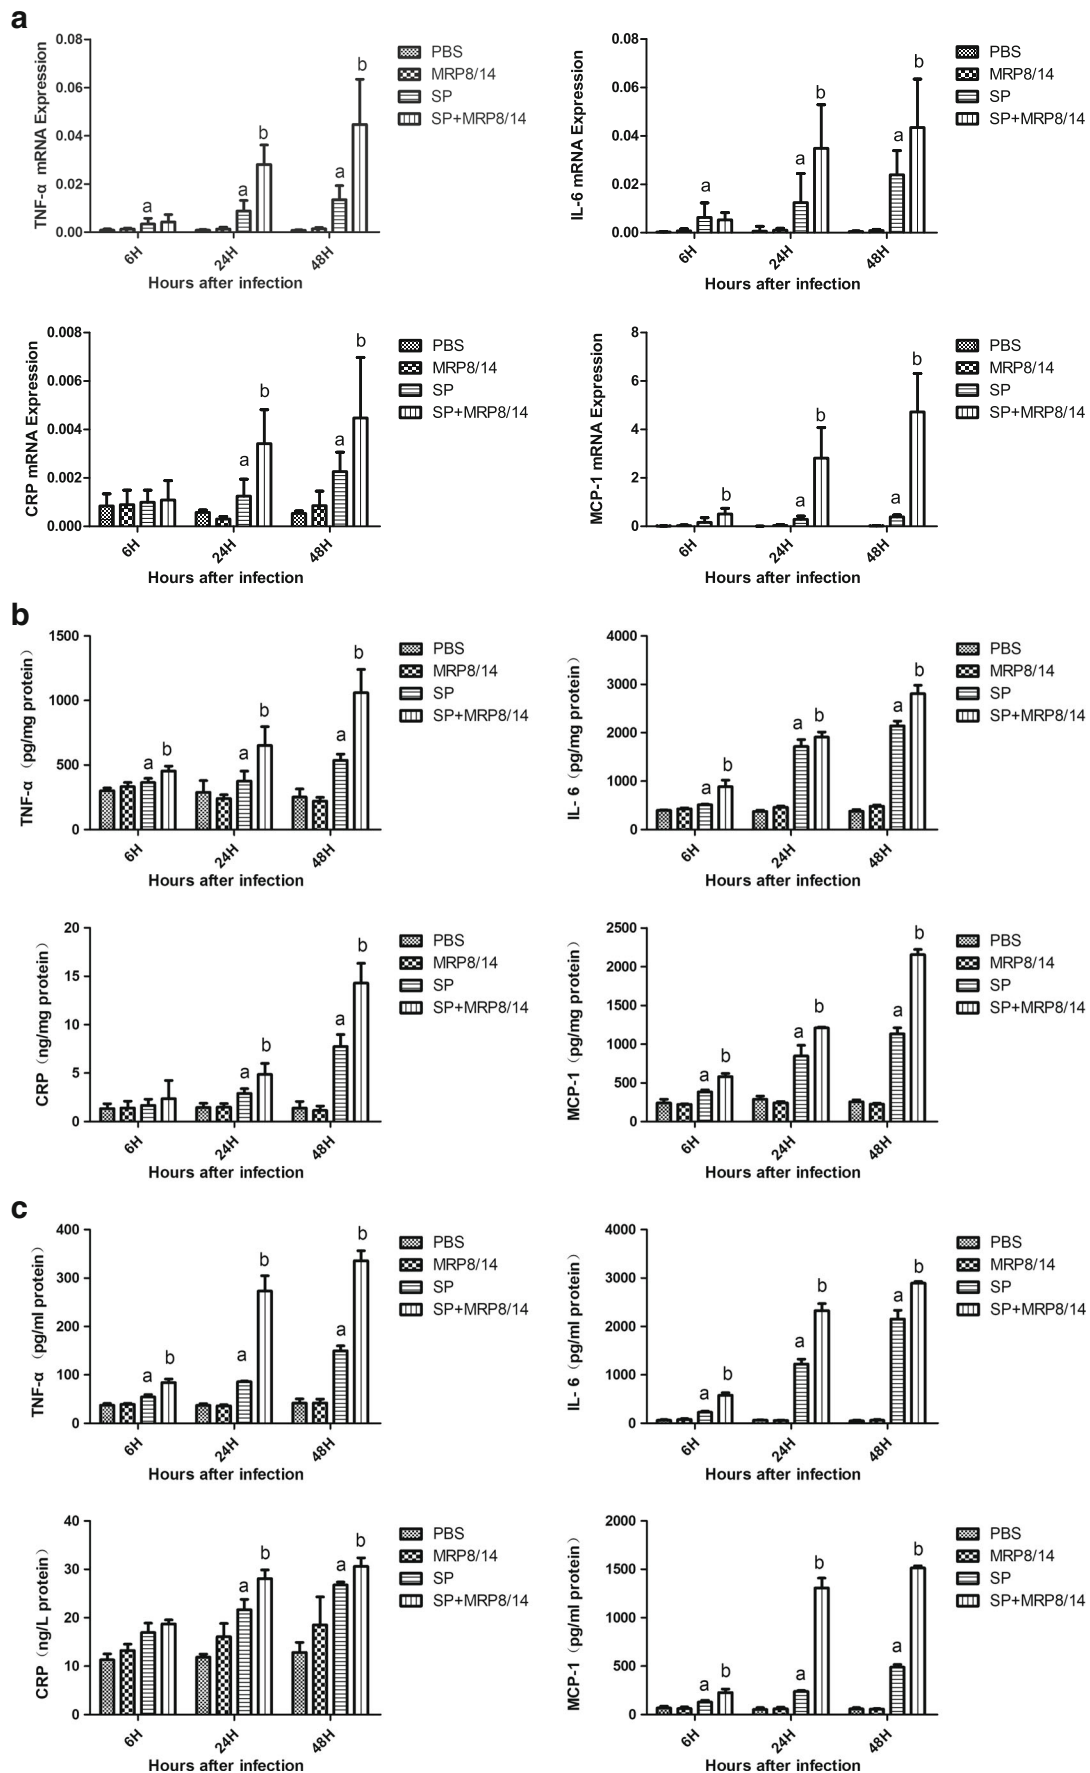 a
TNF-α mRNA Expression
0.08
0.06
0.04
0.02
0.00
a
b
a
b
a
b
6H
24H
48H
Hours after infection
PBS
MRP8/14
SP
SP+MRP8/14
IL-6 mRNA Expression
0.08
0.06
0.04
0.02
0.00
a
a
b
a
b
6H
24H
48H
Hours after infection
PBS
MRP8/14
SP
SP+MRP8/14
CRP mRNA Expression
0.008
0.006
0.004
0.002
0.000
a
b
a
b
6H
24H
48H
Hours after infection
PBS
MRP8/14
SP
SP+MRP8/14
MCP-1 mRNA Expression
8
6
4
2
0
b
a
b
a
b
6H
24H
48H
Hours after infection
PBS
MRP8/14
SP
SP+MRP8/14
b
TNF-α（pg/mg protein）
1500
1000
500
0
a
b
a
b
a
b
6H
24H
48H
Hours after infection
PBS
MRP8/14
SP
SP+MRP8/14
IL- 6（pg/mg protein）
4000
3000
2000
1000
0
a
b
a
b
a
b
6H
24H
48H
Hours after infection
PBS
MRP8/14
SP
SP+MRP8/14
CRP（ng/mg protein）
20
15
10
5
0
a
b
a
b
6H
24H
48H
Hours after infection
PBS
MRP8/14
SP
SP+MRP8/14
MCP-1（pg/mg protein）
2500
2000
1500
1000
500
0
a
b
a
b
a
b
6H
24H
48H
Hours after infection
PBS
MRP8/14
SP
SP+MRP8/14
c
TNF-α（pg/ml protein）
400
300
200
100
0
a
b
a
b
a
b
6H
24H
48H
Hours after infection
PBS
MRP8/14
SP
SP+MRP8/14
IL- 6（pg/ml protein）
4000
3000
2000
1000
0
a
b
a
b
a
b
6H
24H
48H
Hours after infection
PBS
MRP8/14
SP
SP+MRP8/14
CRP（ng/L protein）
40
30
20
10
0
a
b
a
b
6H
24H
48H
Hours after infection
PBS
MRP8/14
SP
SP+MRP8/14
MCP-1（pg/ml protein）
2000
1500
1000
500
0
a
b
a
b
a
b
6H
24H
48H
Hours after infection
PBS
MRP8/14
SP
SP+MRP8/14